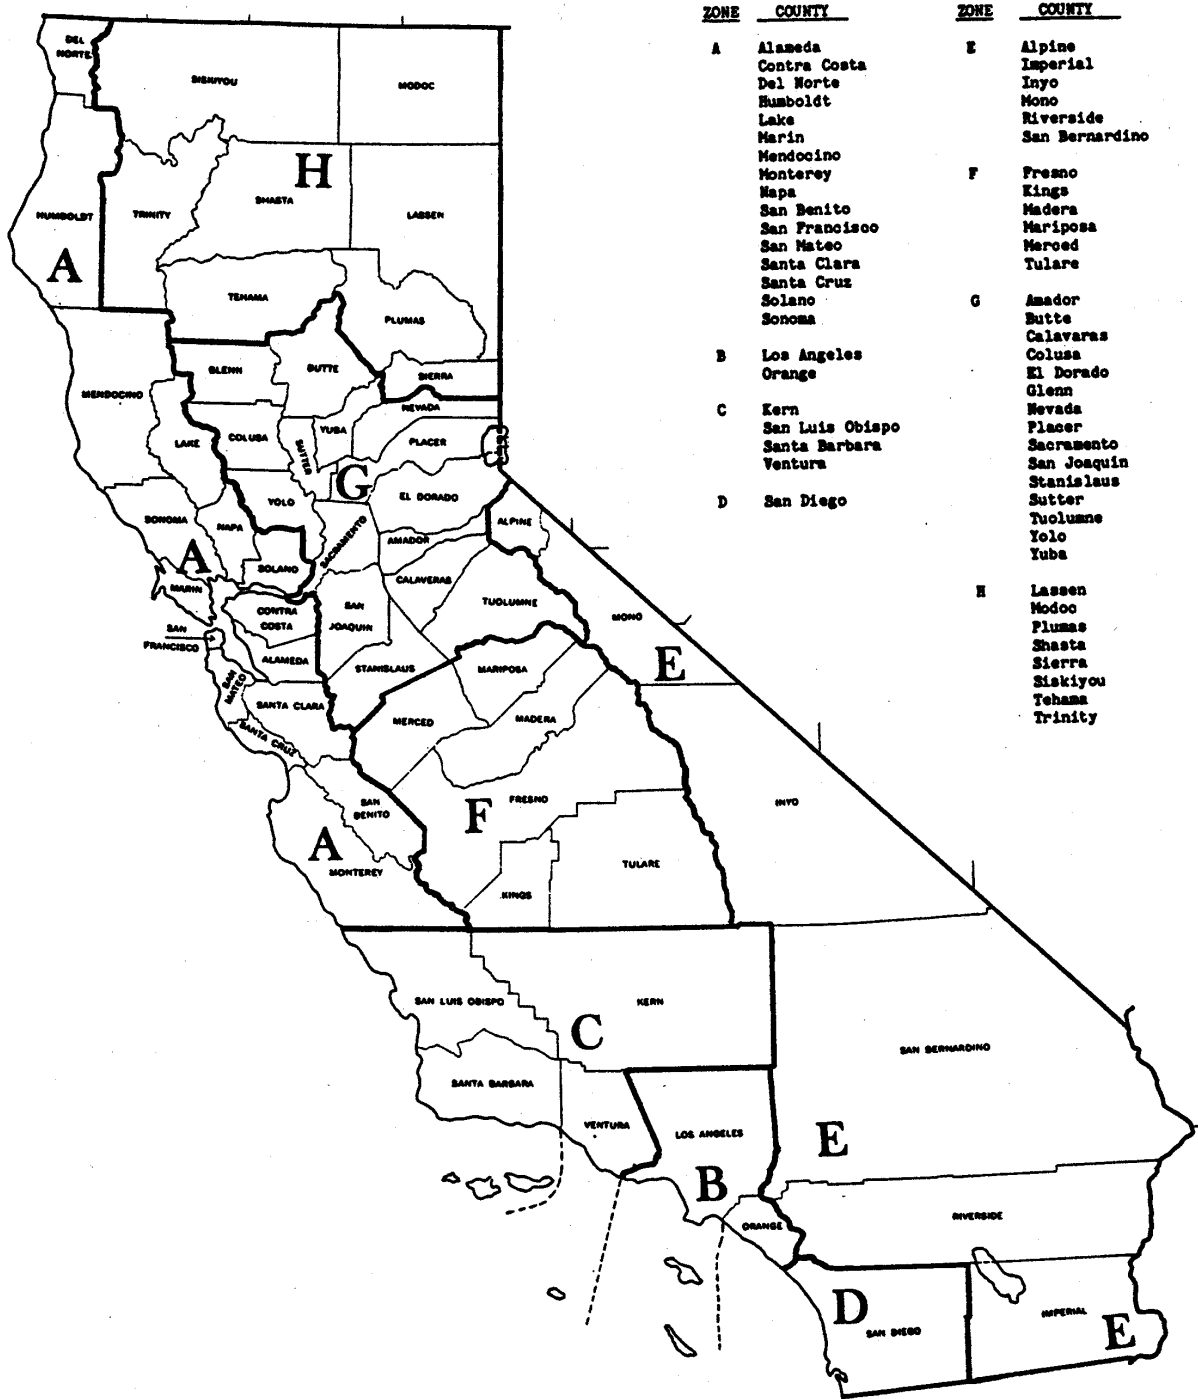 ZONE COUNTY
A Alameda
Contra Costa
Del Norte
Humboldt
Lake
Marin
Mendocino
Monterey
Napa
San Benito
San Francisco
San Mateo
Santa Clara
Santa Cruz
Solano
Sonoma
B Los Angeles
Orange
C Kern
San Luis Obispo
Santa Barbara
Ventura
D San Diego
ZONE COUNTY
E Alpine
Imperial
Inyo
Mono
Riverside
San Bernardino
F Fresno
Kings
Madera
Mariposa
Merced
Tulare
G Amador
Butte
Calavaras
Colusa
El Dorado
Glenn
Nevada
Placer
Sacramento
San Joaquin
Stanislaus
Sutter
Tuolumne
Yolo
Yuba
H Lassen
Modoc
Plumas
Shasta
Sierra
Siskiyou
Tehama
Trinity
DEL
NORTE
SISKIYOU
MODOC
H
HUMBOLDT
TRINITY
SHASTA
LASSEN
A
TEHAMA
PLUMAS
GLENN
BUTTE
SIERRA
MENDOCINO
NEVADA
LAKE
COLUSA
SUTTER
YUBA
PLACER
G
YOLO
EL DORADO
SONOMA
NAPA
SACRAMENTO
ALPINE
A
AMADOR
SOLANO
MARIN
CALAVERAS
CONTRA
COSTA
SAN
JOAQUIN
TUOLUMNE
MONO
SAN
FRANCISCO
ALAMEDA
STANISLAUS
MARIPOSA
E
SAN
MATEO
SANTA CLARA
MERCED
MADERA
SANTA CRUZ
SAN
BENITO
FRESNO
INYO
F
A
MONTEREY
TULARE
KINGS
SAN LUIS OBISPO
KERN
C
SAN BERNARDINO
SANTA BARBARA
VENTURA
LOS ANGELES
E
B
ORANGE
RIVERSIDE
D
SAN DIEGO
IMPERIAL
E